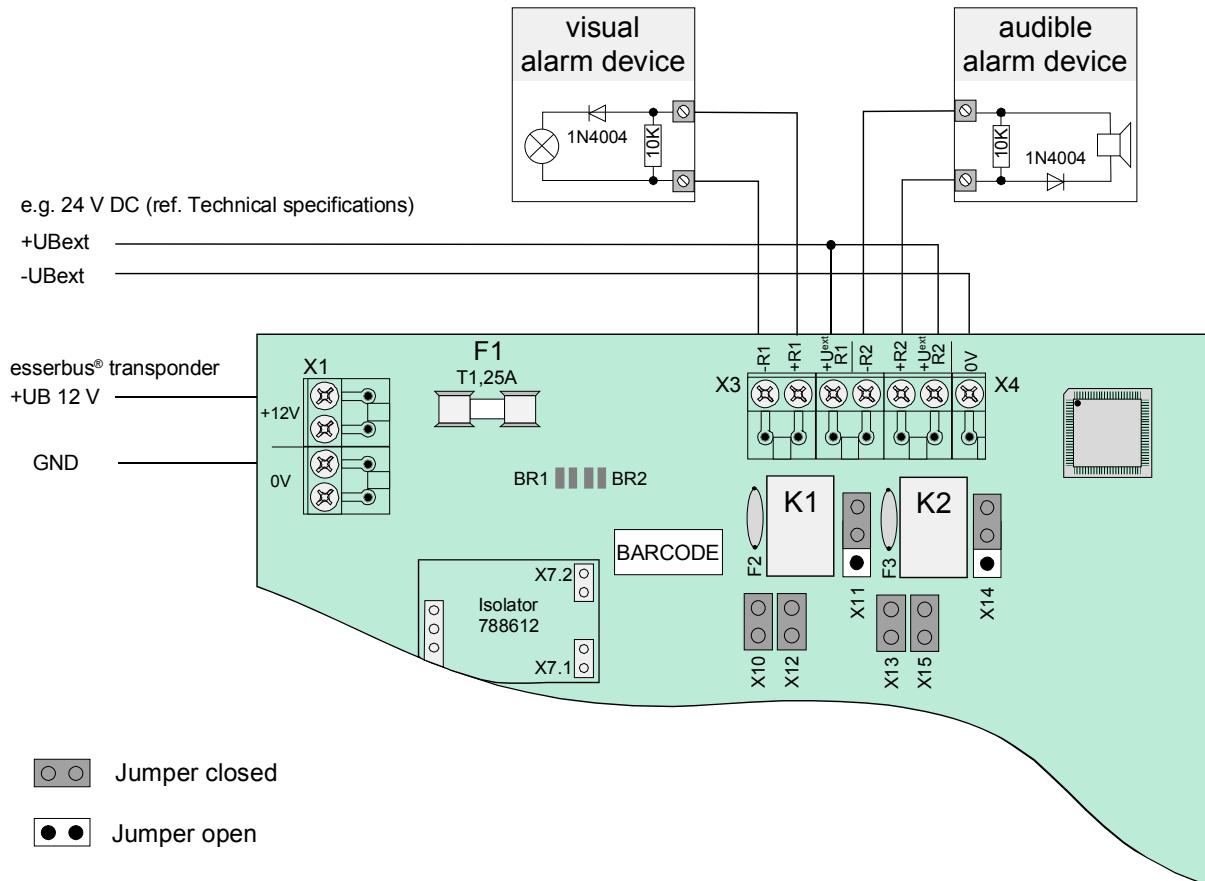 visual
alarm device
1N4004
10K
audible
alarm device
10K
1N4004
e.g. 24 V DC (ref. Technical specifications)
+UBext
-UBext
esserbus® transponder
+UB 12 V
GND
X1
+12V
0V
F1
T1,25A
BR1
BR2
BARCODE
X3
-R1
+R1
+Uext
R1
-R2
+R2
+Uext
R2
0V
X4
F2
K1
X11
F3
K2
X14
X10
X12
X13
X15
X7.2
Isolator
788612
X7.1
Jumper closed
Jumper open